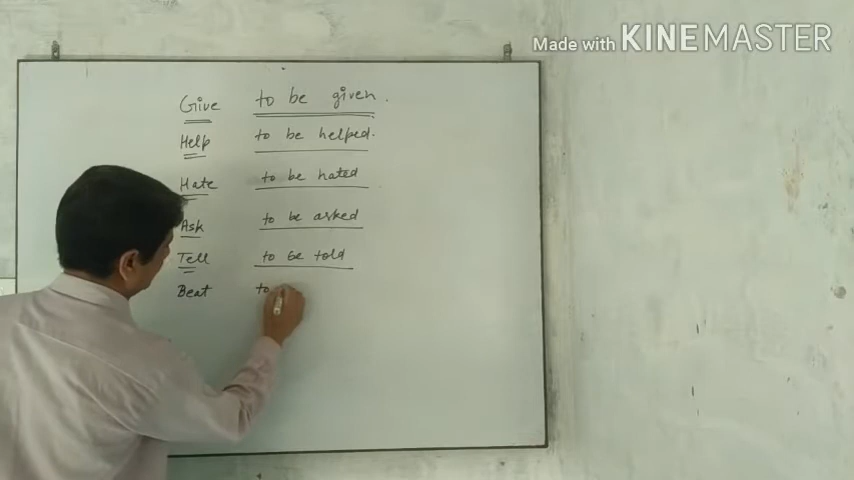 Made with KINEMASTER
Give to be given.
Help to be helped.
Hate to be hated
Ask to be asked
Tell to be told
Beat to